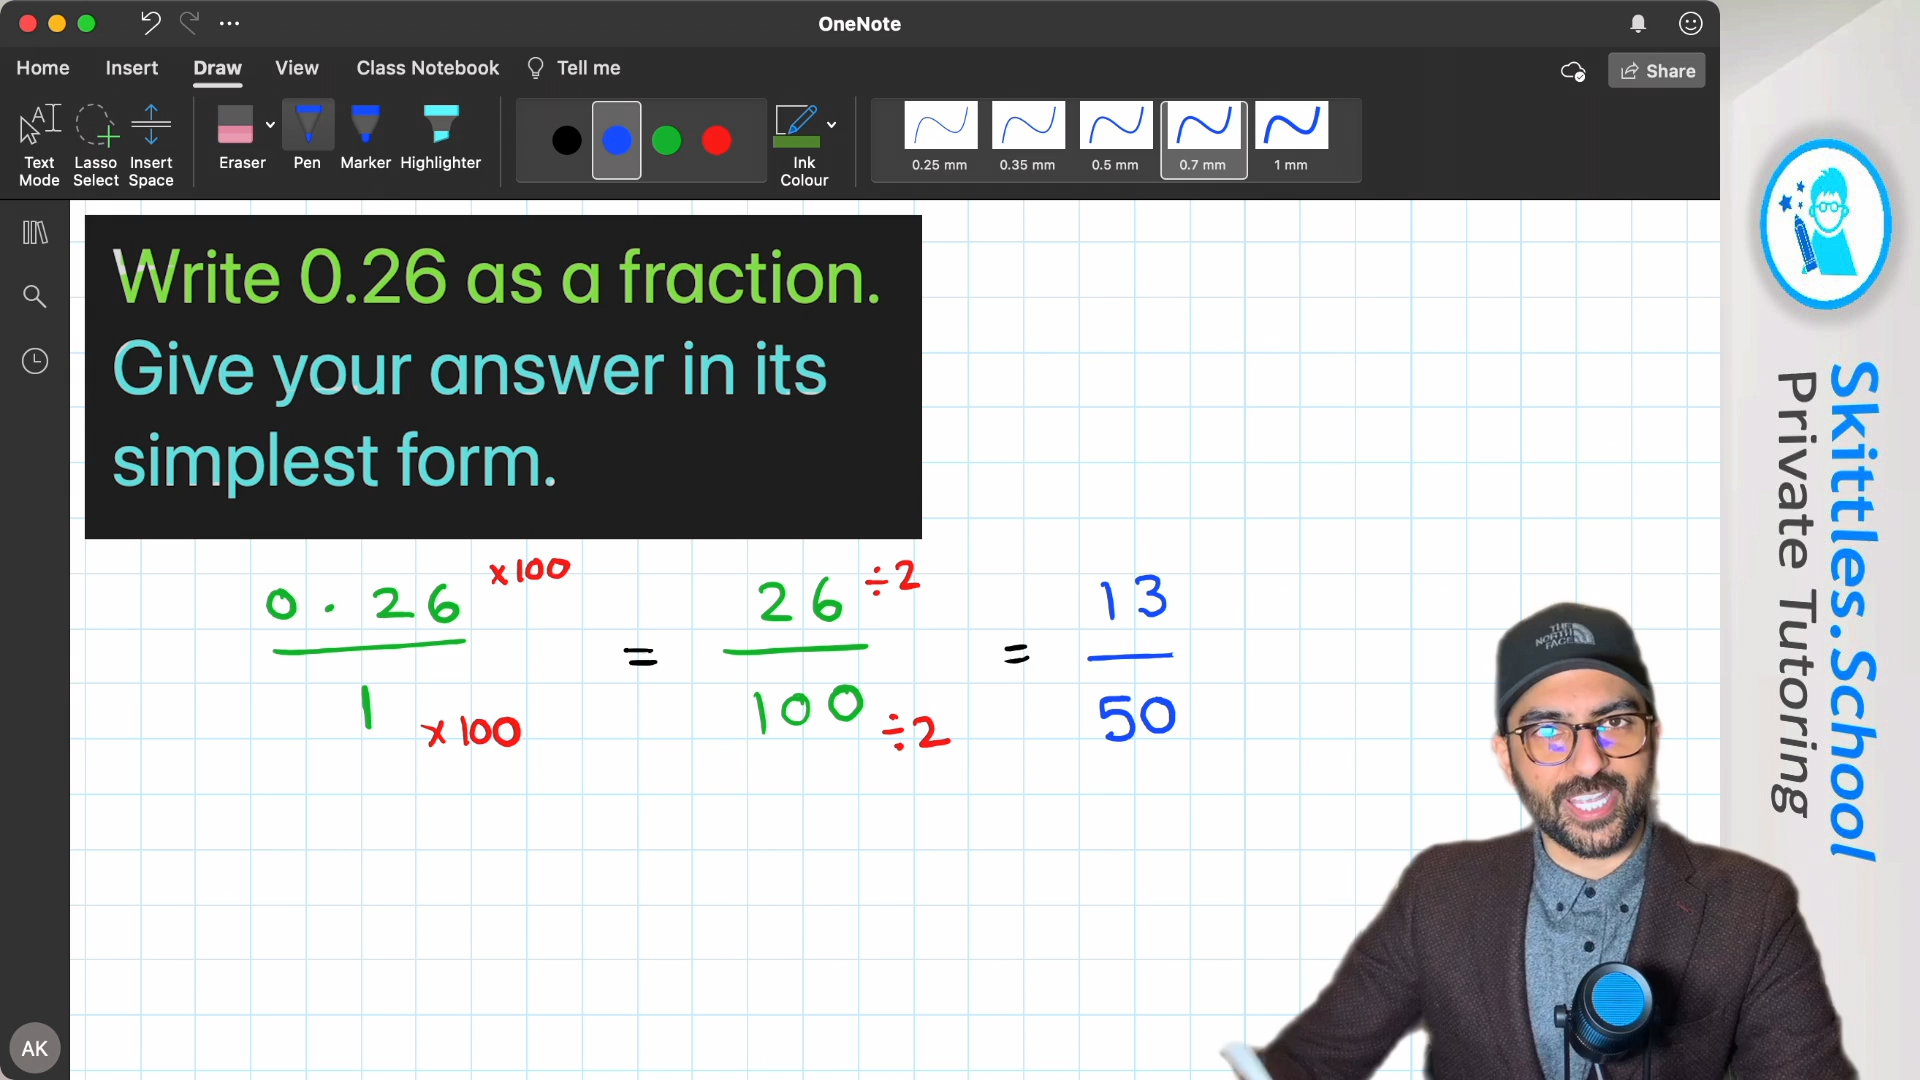 OneNote
Home Insert Draw View Class Notebook Tell me
Share
Text Mode
Lasso Select
Insert Space
Eraser
Pen
Marker
Highlighter
Ink Colour
0.25 mm
0.35 mm
0.5 mm
0.7 mm
1 mm
Write 0.26 as a fraction.
Give your answer in its
simplest form.
0.26 ×100
1 ×100
=
26 ÷2
100 ÷2
=
13
50
THE NORTH FACE
Skittles.School
Private Tutoring
AK